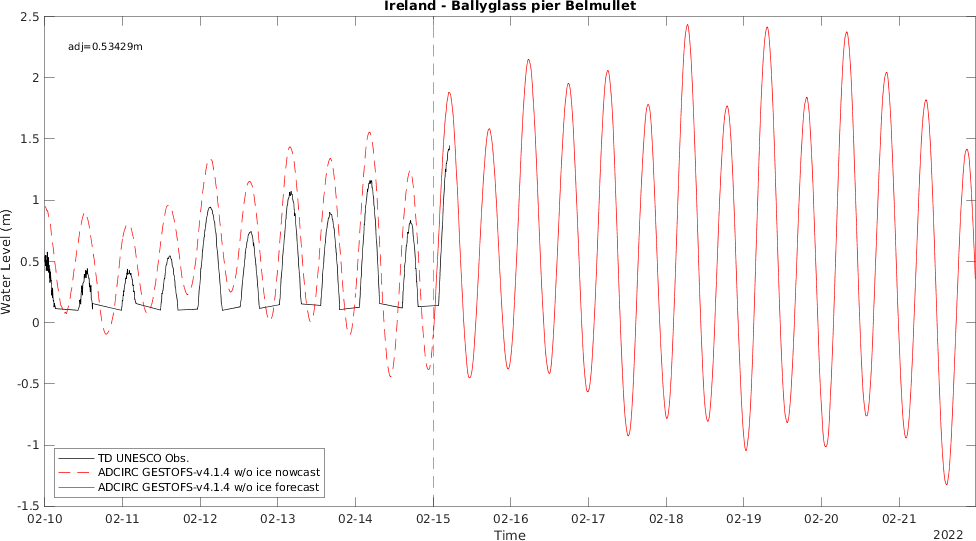 Ireland - Ballyglass pier Belmullet
adj=0.53429m
2.5
2
1.5
1
0.5
0
-0.5
-1
-1.5
Water Level (m)
TD UNESCO Obs.
ADCIRC GESTOFS-v4.1.4 w/o ice nowcast
ADCIRC GESTOFS-v4.1.4 w/o ice forecast
02-10 02-11 02-12 02-13 02-14 02-15 02-16 02-17 02-18 02-19 02-20 02-21
Time
2022